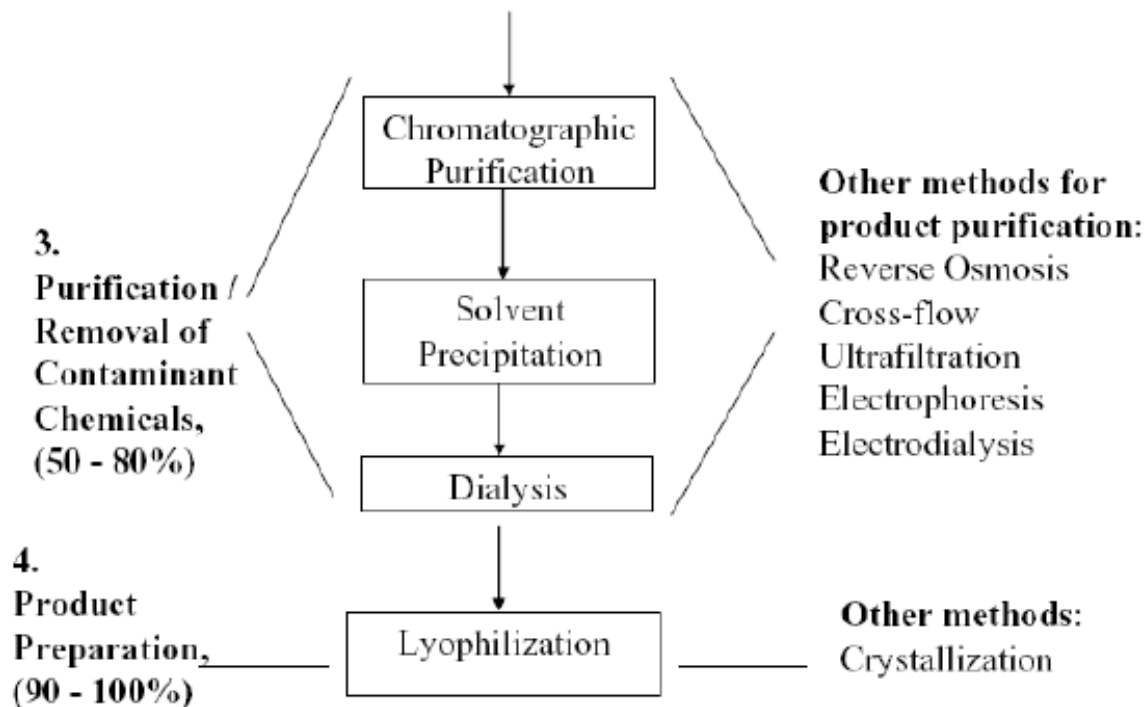 Chromatographic
Purification
3.
Purification /
Removal of
Contaminant
Chemicals,
(50 - 80%)
Solvent
Precipitation
Dialysis
Other methods for
product purification:
Reverse Osmosis
Cross-flow
Ultrafiltration
Electrophoresis
Electrodialysis
4.
Product
Preparation,
(90 - 100%)
Lyophilization
Other methods:
Crystallization